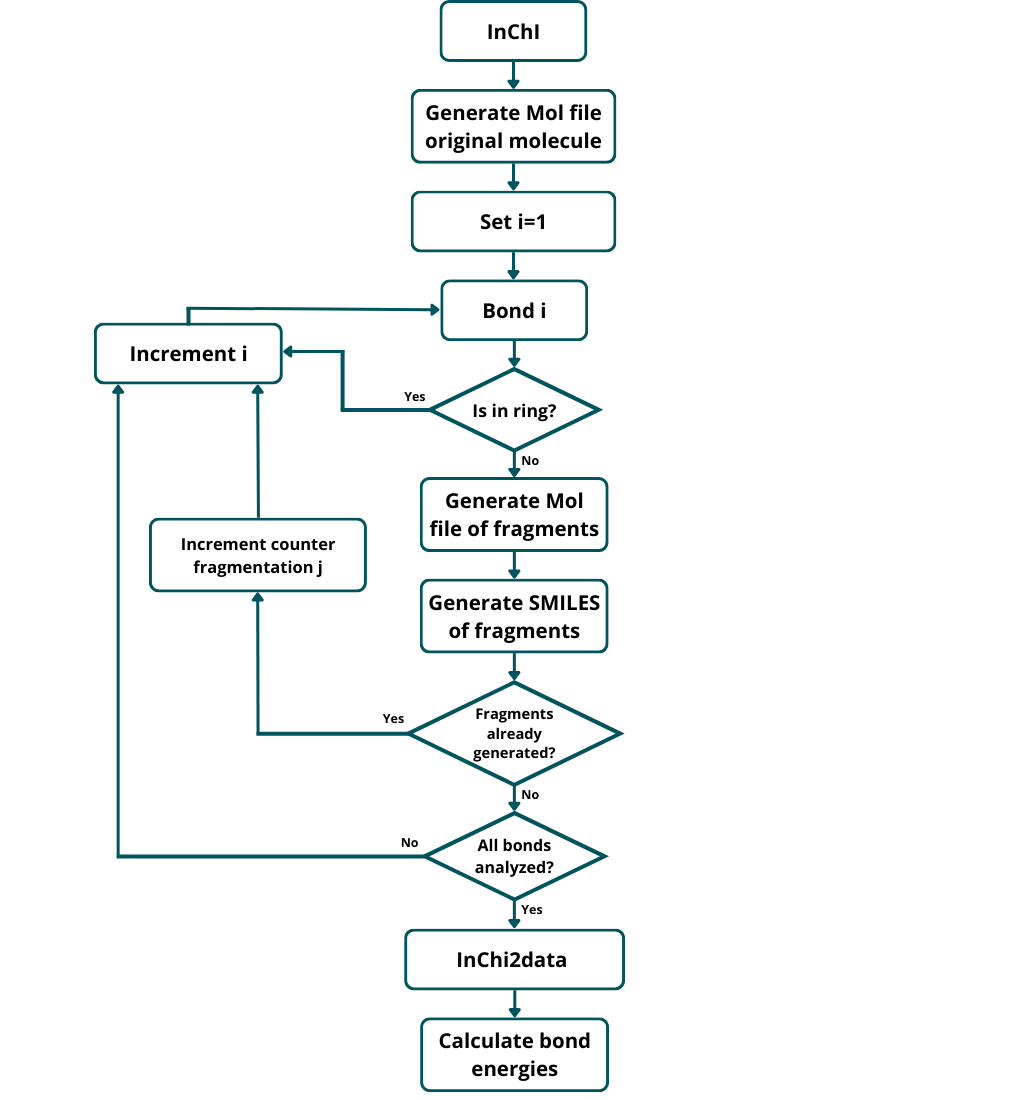 InChI
Generate Mol file
original molecule
Set i=1
Bond i
Increment i
Yes
Is in ring?
No
Generate Mol
file of fragments
Increment counter
fragmentation j
Generate SMILES
of fragments
Yes
Fragments
already
generated?
No
No
All bonds
analyzed?
Yes
InChi2data
Calculate bond
energies